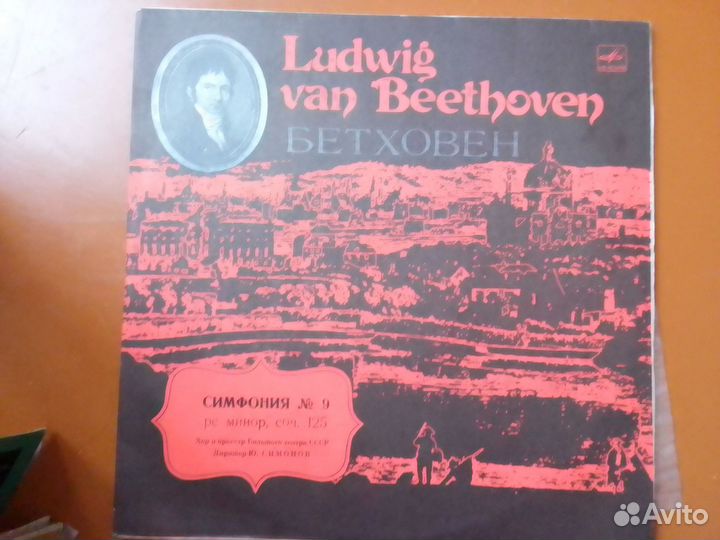 Ludwig
van Beethoven
БЕТХОВЕН
СИМФОНИЯ № 9
ре минор, соч. 125
Хор и оркестр Большого театра СССР
Дирижер Ю. СИМОНОВ
Avito